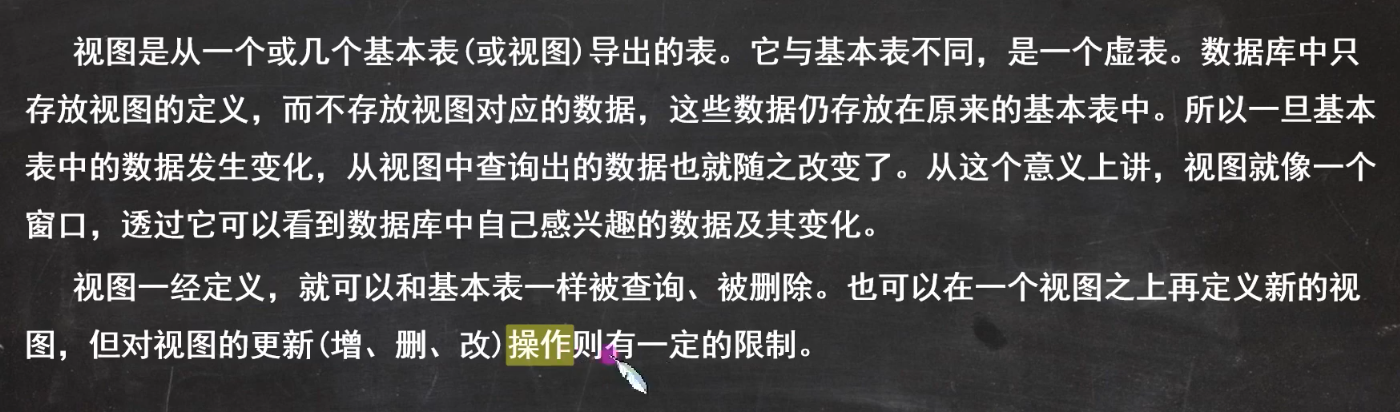 视图是从一个或几个基本表(或视图)导出的表。它与基本表不同，是一个虚表。数据库中只
存放视图的定义，而不存放视图对应的数据，这些数据仍存放在原来的基本表中。所以一旦基本
表中的数据发生变化，从视图中查询出的数据也就随之改变了。从这个意义上讲，视图就像一个
窗口，透过它可以看到数据库中自己感兴趣的数据及其变化。
视图一经定义，就可以和基本表一样被查询、被删除。也可以在一个视图之上再定义新的视
图，但对视图的更新(增、删、改)操作则有一定的限制。